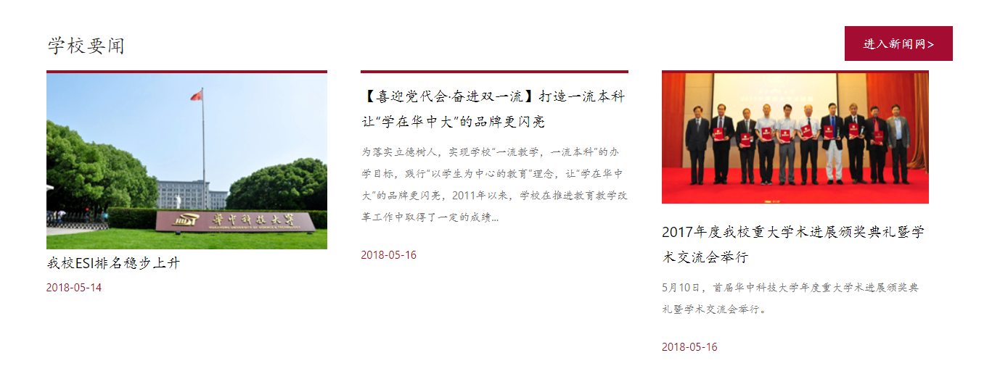 学校要闻
进入新闻网>
华中科技大学
HUAZHONG UNIVERSITY OF SCIENCE & TECHNOLOGY
我校ESI排名稳步上升
2018-05-14
【喜迎党代会·奋进双一流】打造一流本科
让“学在华中大”的品牌更闪亮
为落实立德树人，实现学校“一流教学，一流本科”的办
学目标，践行“以学生为中心的教育”理念，让“学在华中
大”的品牌更闪亮，2011年以来，学校在推进教育教学改
革工作中取得了一定的成绩...
2018-05-16
2017年度我校重大学术进展颁奖典礼暨学
术交流会举行
5月10日，首届华中科技大学年度重大学术进展颁奖典
礼暨学术交流会举行。
2018-05-16